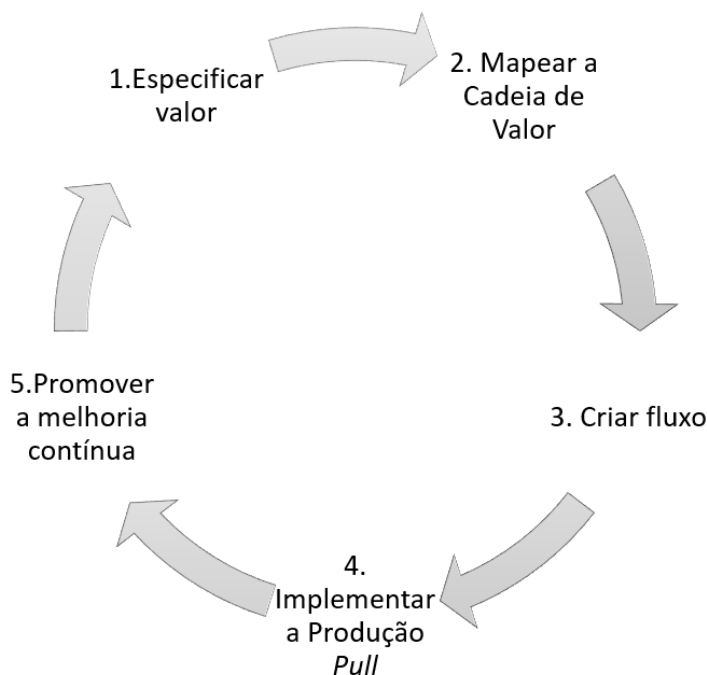 1.Especificar
valor
2. Mapear a
Cadeia de
Valor
3. Criar fluxo
4.
Implementar
a Produção
Pull
5.Promover
a melhoria
contínua